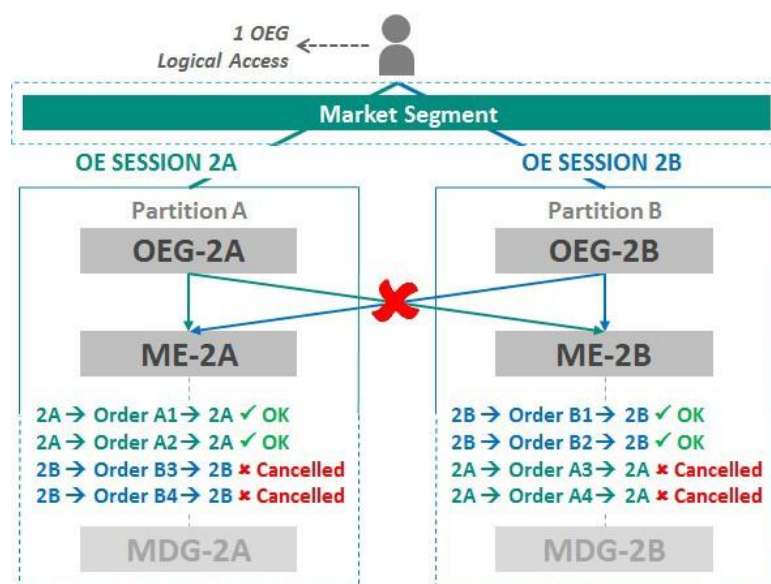 1 OEG
Logical Access
Market Segment
OE SESSION 2A
OE SESSION 2B
Partition A
OEG-2A
Partition B
OEG-2B
ME-2A
ME-2B
2A → Order A1 → 2A ✓ OK
2A → Order A2 → 2A ✓ OK
2B → Order B3 → 2B ✘ Cancelled
2B → Order B4 → 2B ✘ Cancelled
2B → Order B1 → 2B ✓ OK
2B → Order B2 → 2B ✓ OK
2A → Order A3 → 2A ✘ Cancelled
2A → Order A4 → 2A ✘ Cancelled
MDG-2A
MDG-2B